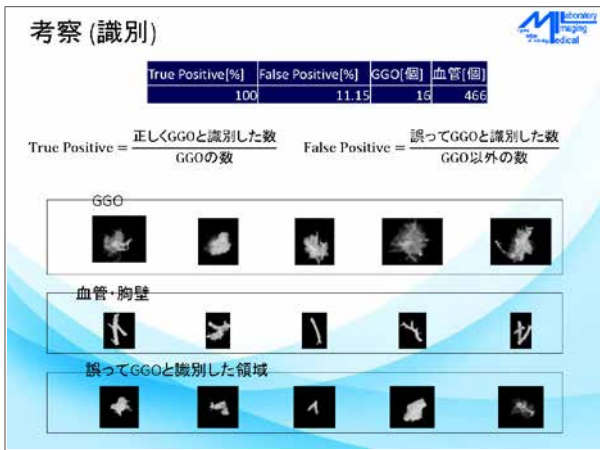 考察 (識別)
Laboratory
Imaging
Medical
True Positive[%] False Positive[%] GGO[個] 血管[個]
100 11.15 16 466
True Positive = 正しくGGOと識別した数 / GGOの数
False Positive = 誤ってGGOと識別した数 / GGO以外の数
GGO
血管・胸壁
誤ってGGOと識別した領域